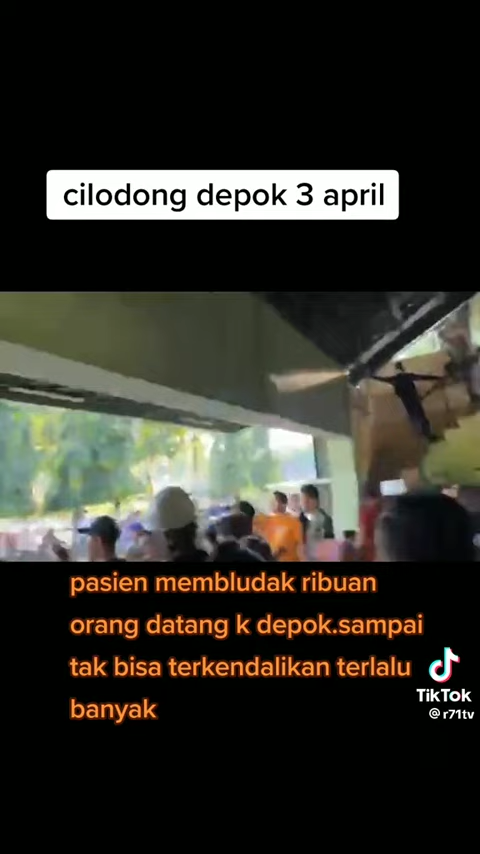 cilodong depok 3 april
pasien membludak ribuan
orang datang k depok.sampai
tak bisa terkendalikan terlalu
banyak
TikTok
@r71tv